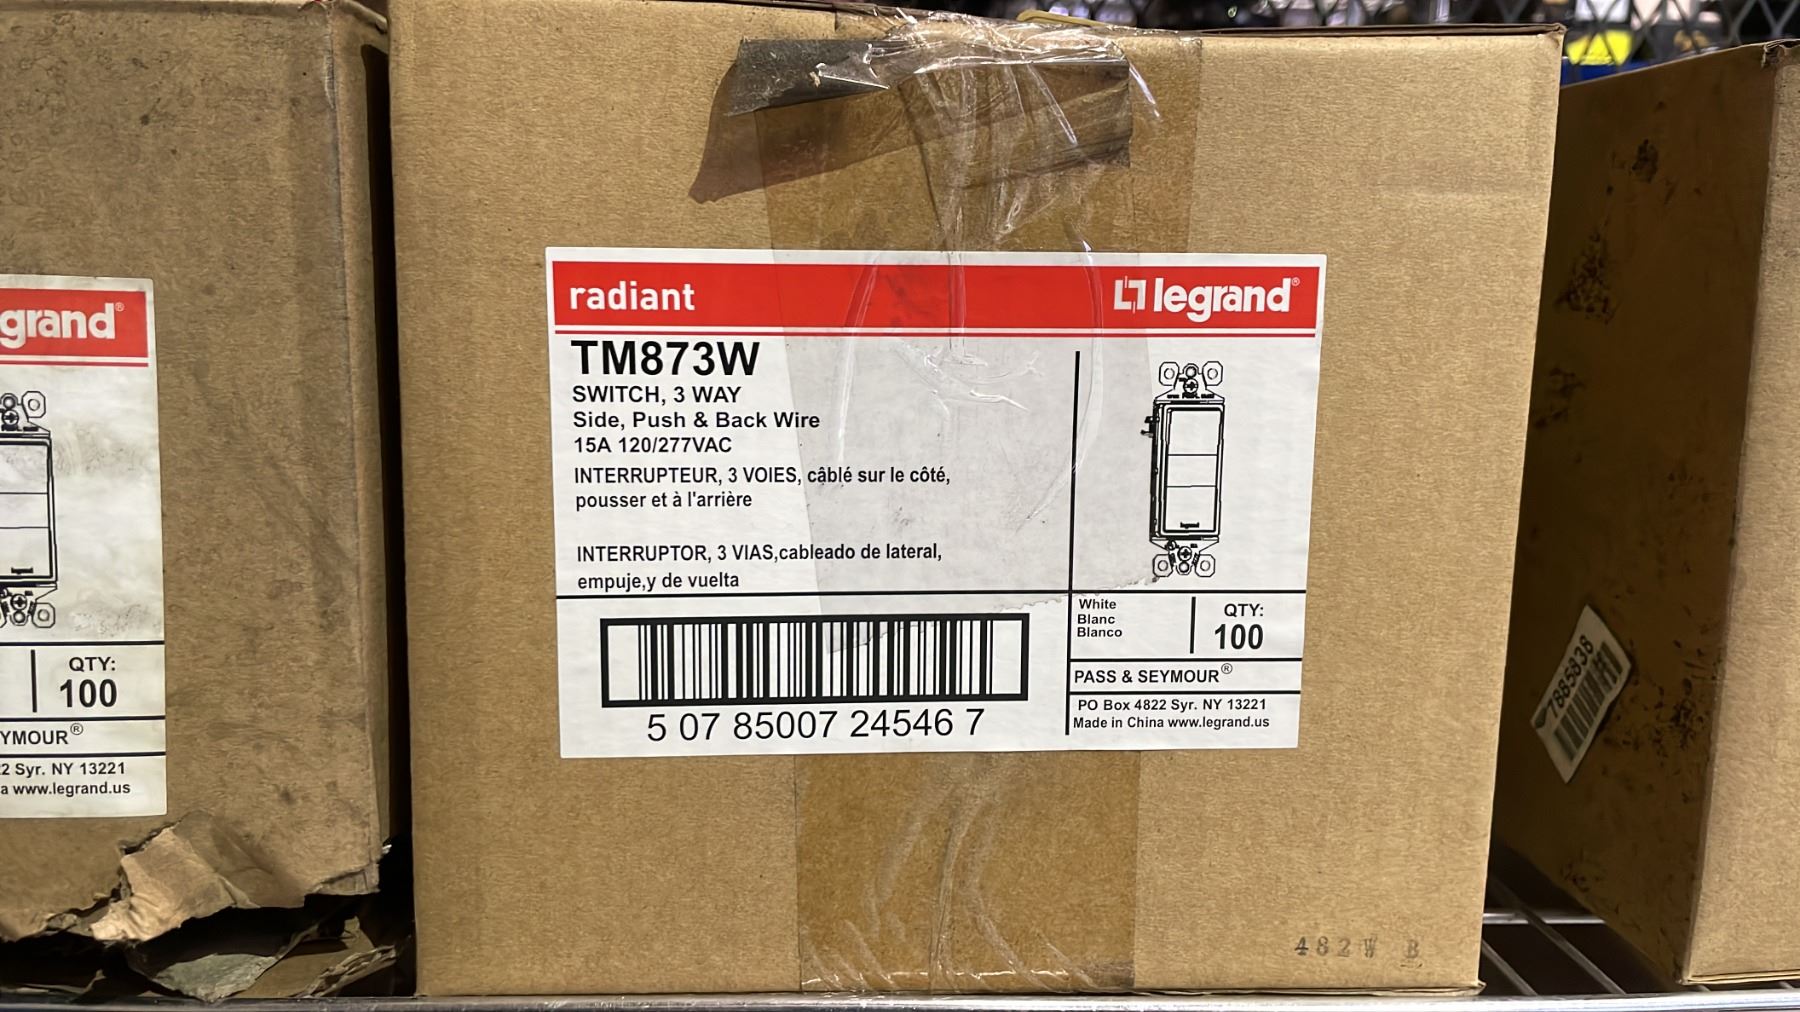 radiant
legrand®
TM873W
SWITCH, 3 WAY
Side, Push & Back Wire
15A 120/277VAC
INTERRUPTEUR, 3 VOIES, câblé sur le côté,
pousser et à l'arrière
INTERRUPTOR, 3 VIAS,cableado de lateral,
empuje,y de vuelta
legrand
5 07 85007 24546 7
White
Blanc
Blanco
QTY:
100
PASS & SEYMOUR®
PO Box 4822 Syr. NY 13221
Made in China www.legrand.us
482W B
grand®
QTY:
100
YMOUR®
2 Syr. NY 13221
a www.legrand.us
7885838